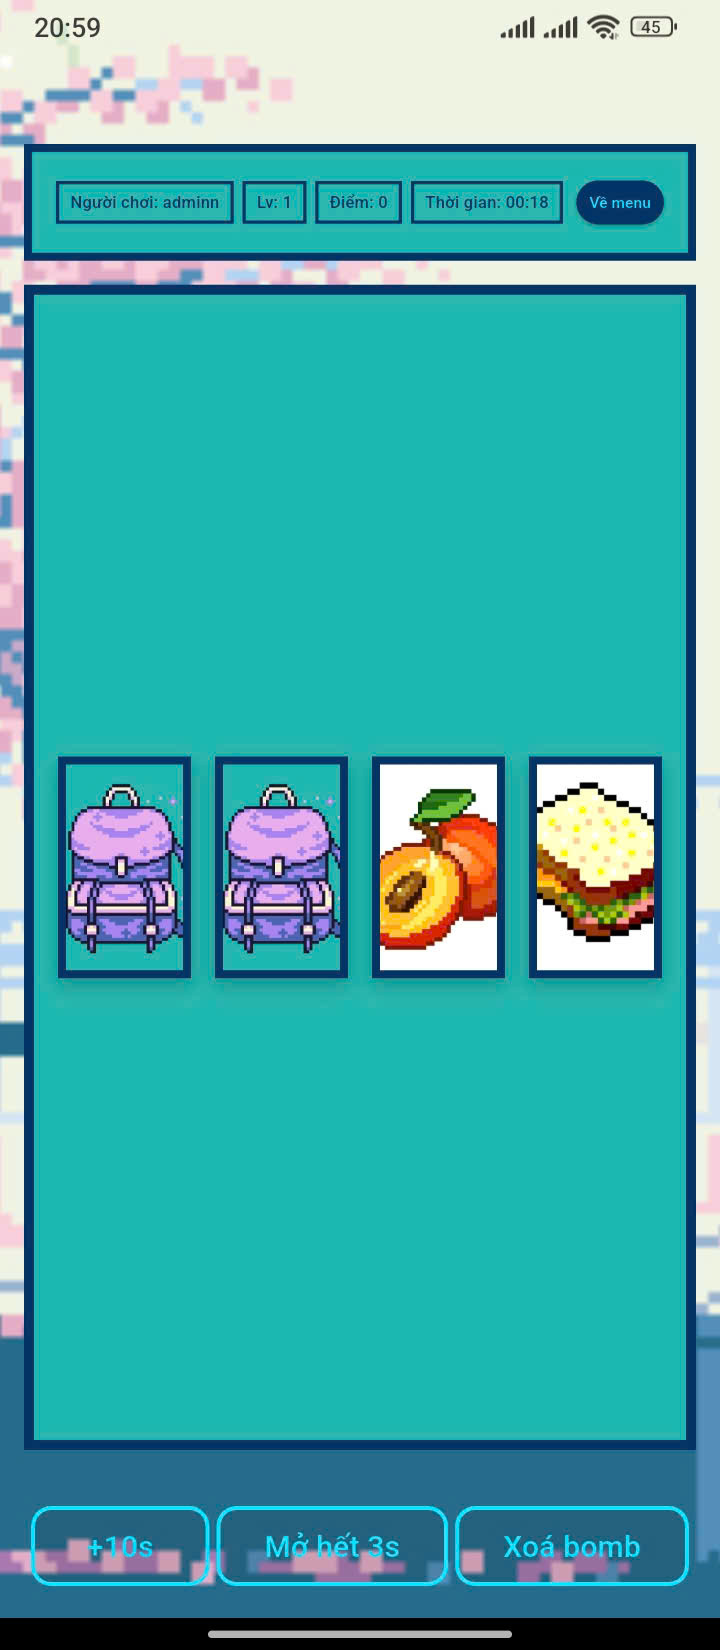 20:59
45
Người chơi: adminn
Lv: 1
Điểm: 0
Thời gian: 00:18
Về menu
+10s
Mở hết 3s
Xoá bomb